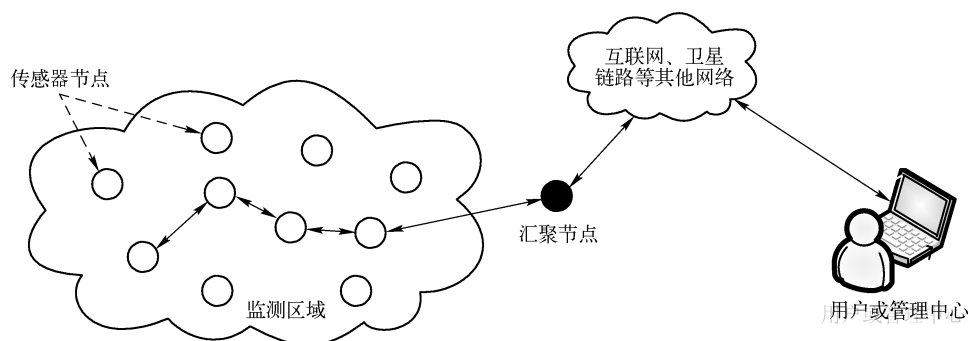 互联网、卫星
链路等其他网络
传感器节点
汇聚节点
监测区域
用户或管理中心